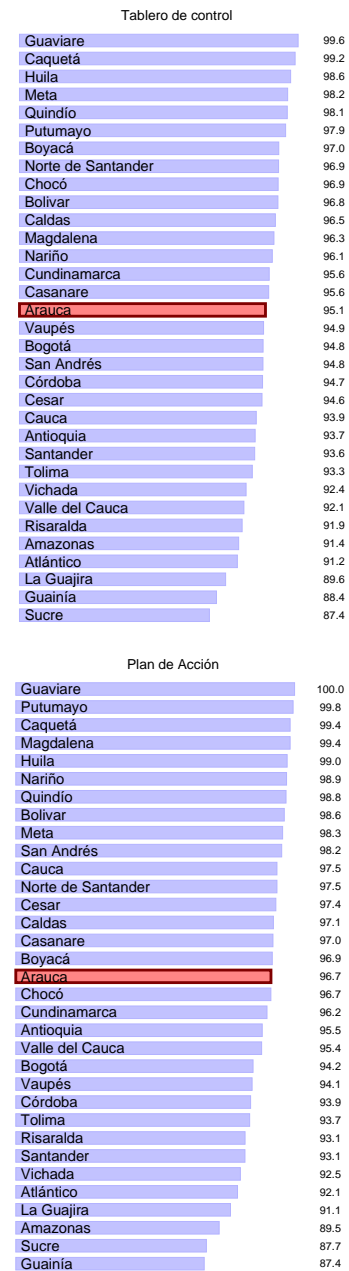 Tablero de control
Guaviare 99.6
Caquetá 99.2
Huila 98.6
Meta 98.2
Quindío 98.1
Putumayo 97.9
Boyacá 97.0
Norte de Santander 96.9
Chocó 96.9
Bolivar 96.8
Caldas 96.5
Magdalena 96.3
Nariño 96.1
Cundinamarca 95.6
Casanare 95.6
Arauca 95.1
Vaupés 94.9
Bogotá 94.8
San Andrés 94.8
Córdoba 94.7
Cesar 94.6
Cauca 93.9
Antioquia 93.7
Santander 93.6
Tolima 93.3
Vichada 92.4
Valle del Cauca 92.1
Risaralda 91.9
Amazonas 91.4
Atlántico 91.2
La Guajira 89.6
Guainía 88.4
Sucre 87.4
Plan de Acción
Guaviare 100.0
Putumayo 99.8
Caquetá 99.4
Magdalena 99.4
Huila 99.0
Nariño 98.9
Quindío 98.8
Bolivar 98.6
Meta 98.3
San Andrés 98.2
Cauca 97.5
Norte de Santander 97.5
Cesar 97.4
Caldas 97.1
Casanare 97.0
Boyacá 96.9
Arauca 96.7
Chocó 96.7
Cundinamarca 96.2
Antioquia 95.5
Valle del Cauca 95.4
Bogotá 94.2
Vaupés 94.1
Córdoba 93.9
Tolima 93.7
Risaralda 93.1
Santander 93.1
Vichada 92.5
Atlántico 92.1
La Guajira 91.1
Amazonas 89.5
Sucre 87.7
Guainía 87.4